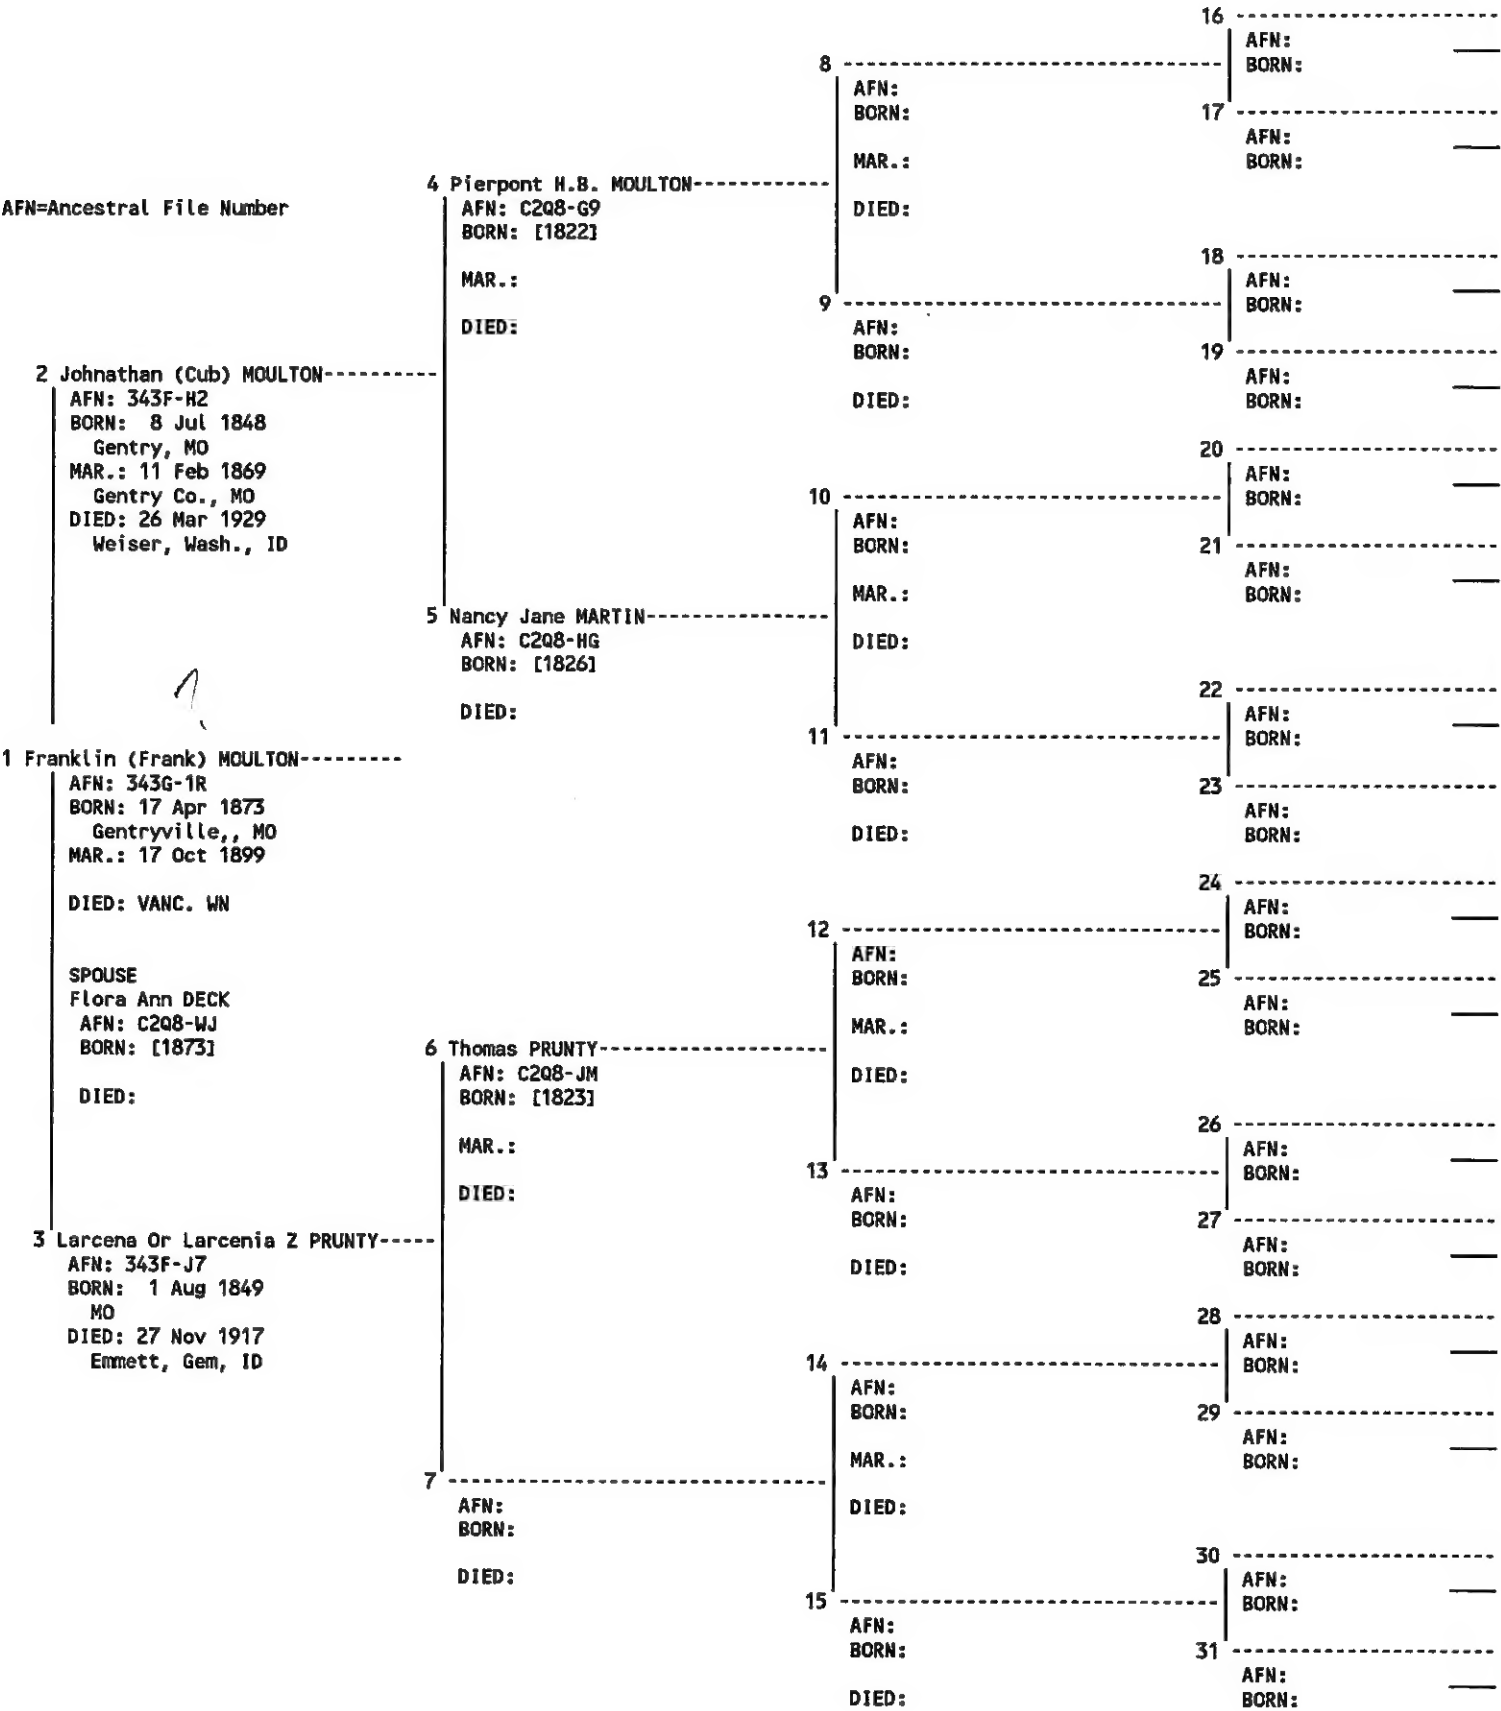 AFN=Ancestral File Number
1 Franklin (Frank) MOULTON---------
AFN: 343G-1R
BORN: 17 Apr 1873
Gentryville,, MO
MAR.: 17 Oct 1899
DIED: VANC. WN
SPOUSE
Flora Ann DECK
AFN: C2Q8-WJ
BORN: [1873]
DIED:
2 Johnathan (Cub) MOULTON----------
AFN: 343F-H2
BORN: 8 Jul 1848
Gentry, MO
MAR.: 11 Feb 1869
Gentry Co., MO
DIED: 26 Mar 1929
Weiser, Wash., ID
3 Larcena Or Larcenia Z PRUNTY-----
AFN: 343F-J7
BORN: 1 Aug 1849
MO
DIED: 27 Nov 1917
Emmett, Gem, ID
4 Pierpont H.B. MOULTON------------
AFN: C2Q8-G9
BORN: [1822]
MAR.:
DIED:
5 Nancy Jane MARTIN----------------
AFN: C2Q8-HG
BORN: [1826]
DIED:
6 Thomas PRUNTY--------------------
AFN: C2Q8-JM
BORN: [1823]
MAR.:
DIED:
7 ---------------------------------
AFN:
BORN:
DIED:
8 ---------------------------------
AFN:
BORN:
MAR.:
DIED:
9 ---------------------------------
AFN:
BORN:
DIED:
10 ---------------------------------
AFN:
BORN:
MAR.:
DIED:
11 ---------------------------------
AFN:
BORN:
DIED:
12 ---------------------------------
AFN:
BORN:
MAR.:
DIED:
13 ---------------------------------
AFN:
BORN:
DIED:
14 ---------------------------------
AFN:
BORN:
MAR.:
DIED:
15 ---------------------------------
AFN:
BORN:
DIED:
16 -----------------------
AFN:
BORN:
17 -----------------------
AFN:
BORN:
18 -----------------------
AFN:
BORN:
19 -----------------------
AFN:
BORN:
20 -----------------------
AFN:
BORN:
21 -----------------------
AFN:
BORN:
22 -----------------------
AFN:
BORN:
23 -----------------------
AFN:
BORN:
24 -----------------------
AFN:
BORN:
25 -----------------------
AFN:
BORN:
26 -----------------------
AFN:
BORN:
27 -----------------------
AFN:
BORN:
28 -----------------------
AFN:
BORN:
29 -----------------------
AFN:
BORN:
30 -----------------------
AFN:
BORN:
31 -----------------------
AFN:
BORN: